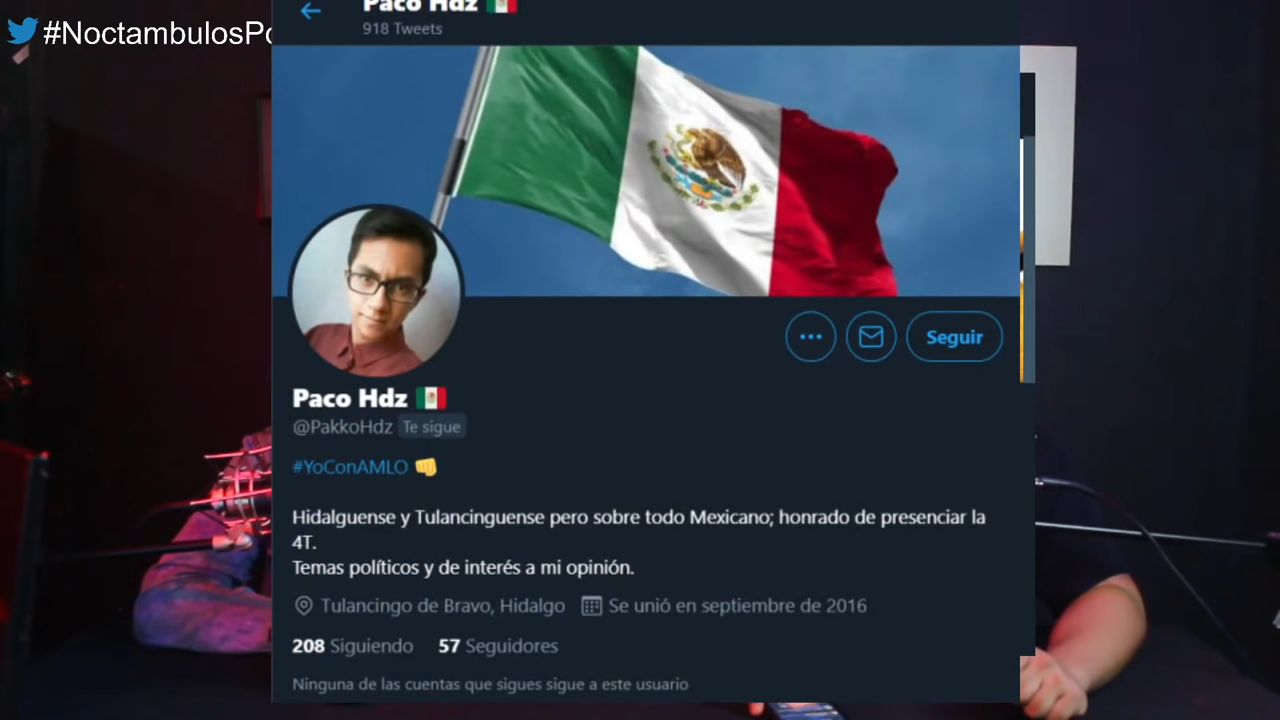 #NoctambulosPo
Paco Hdz
918 Tweets
Seguir
Paco Hdz
@PakkoHdz Te sigue
#YoConAMLO
Hidalguense y Tulancinguense pero sobre todo Mexicano; honrado de presenciar la
4T.
Temas políticos y de interés a mi opinión.
Tulancingo de Bravo, Hidalgo Se unió en septiembre de 2016
208 Siguiendo 57 Seguidores
Ninguna de las cuentas que sigues sigue a este usuario